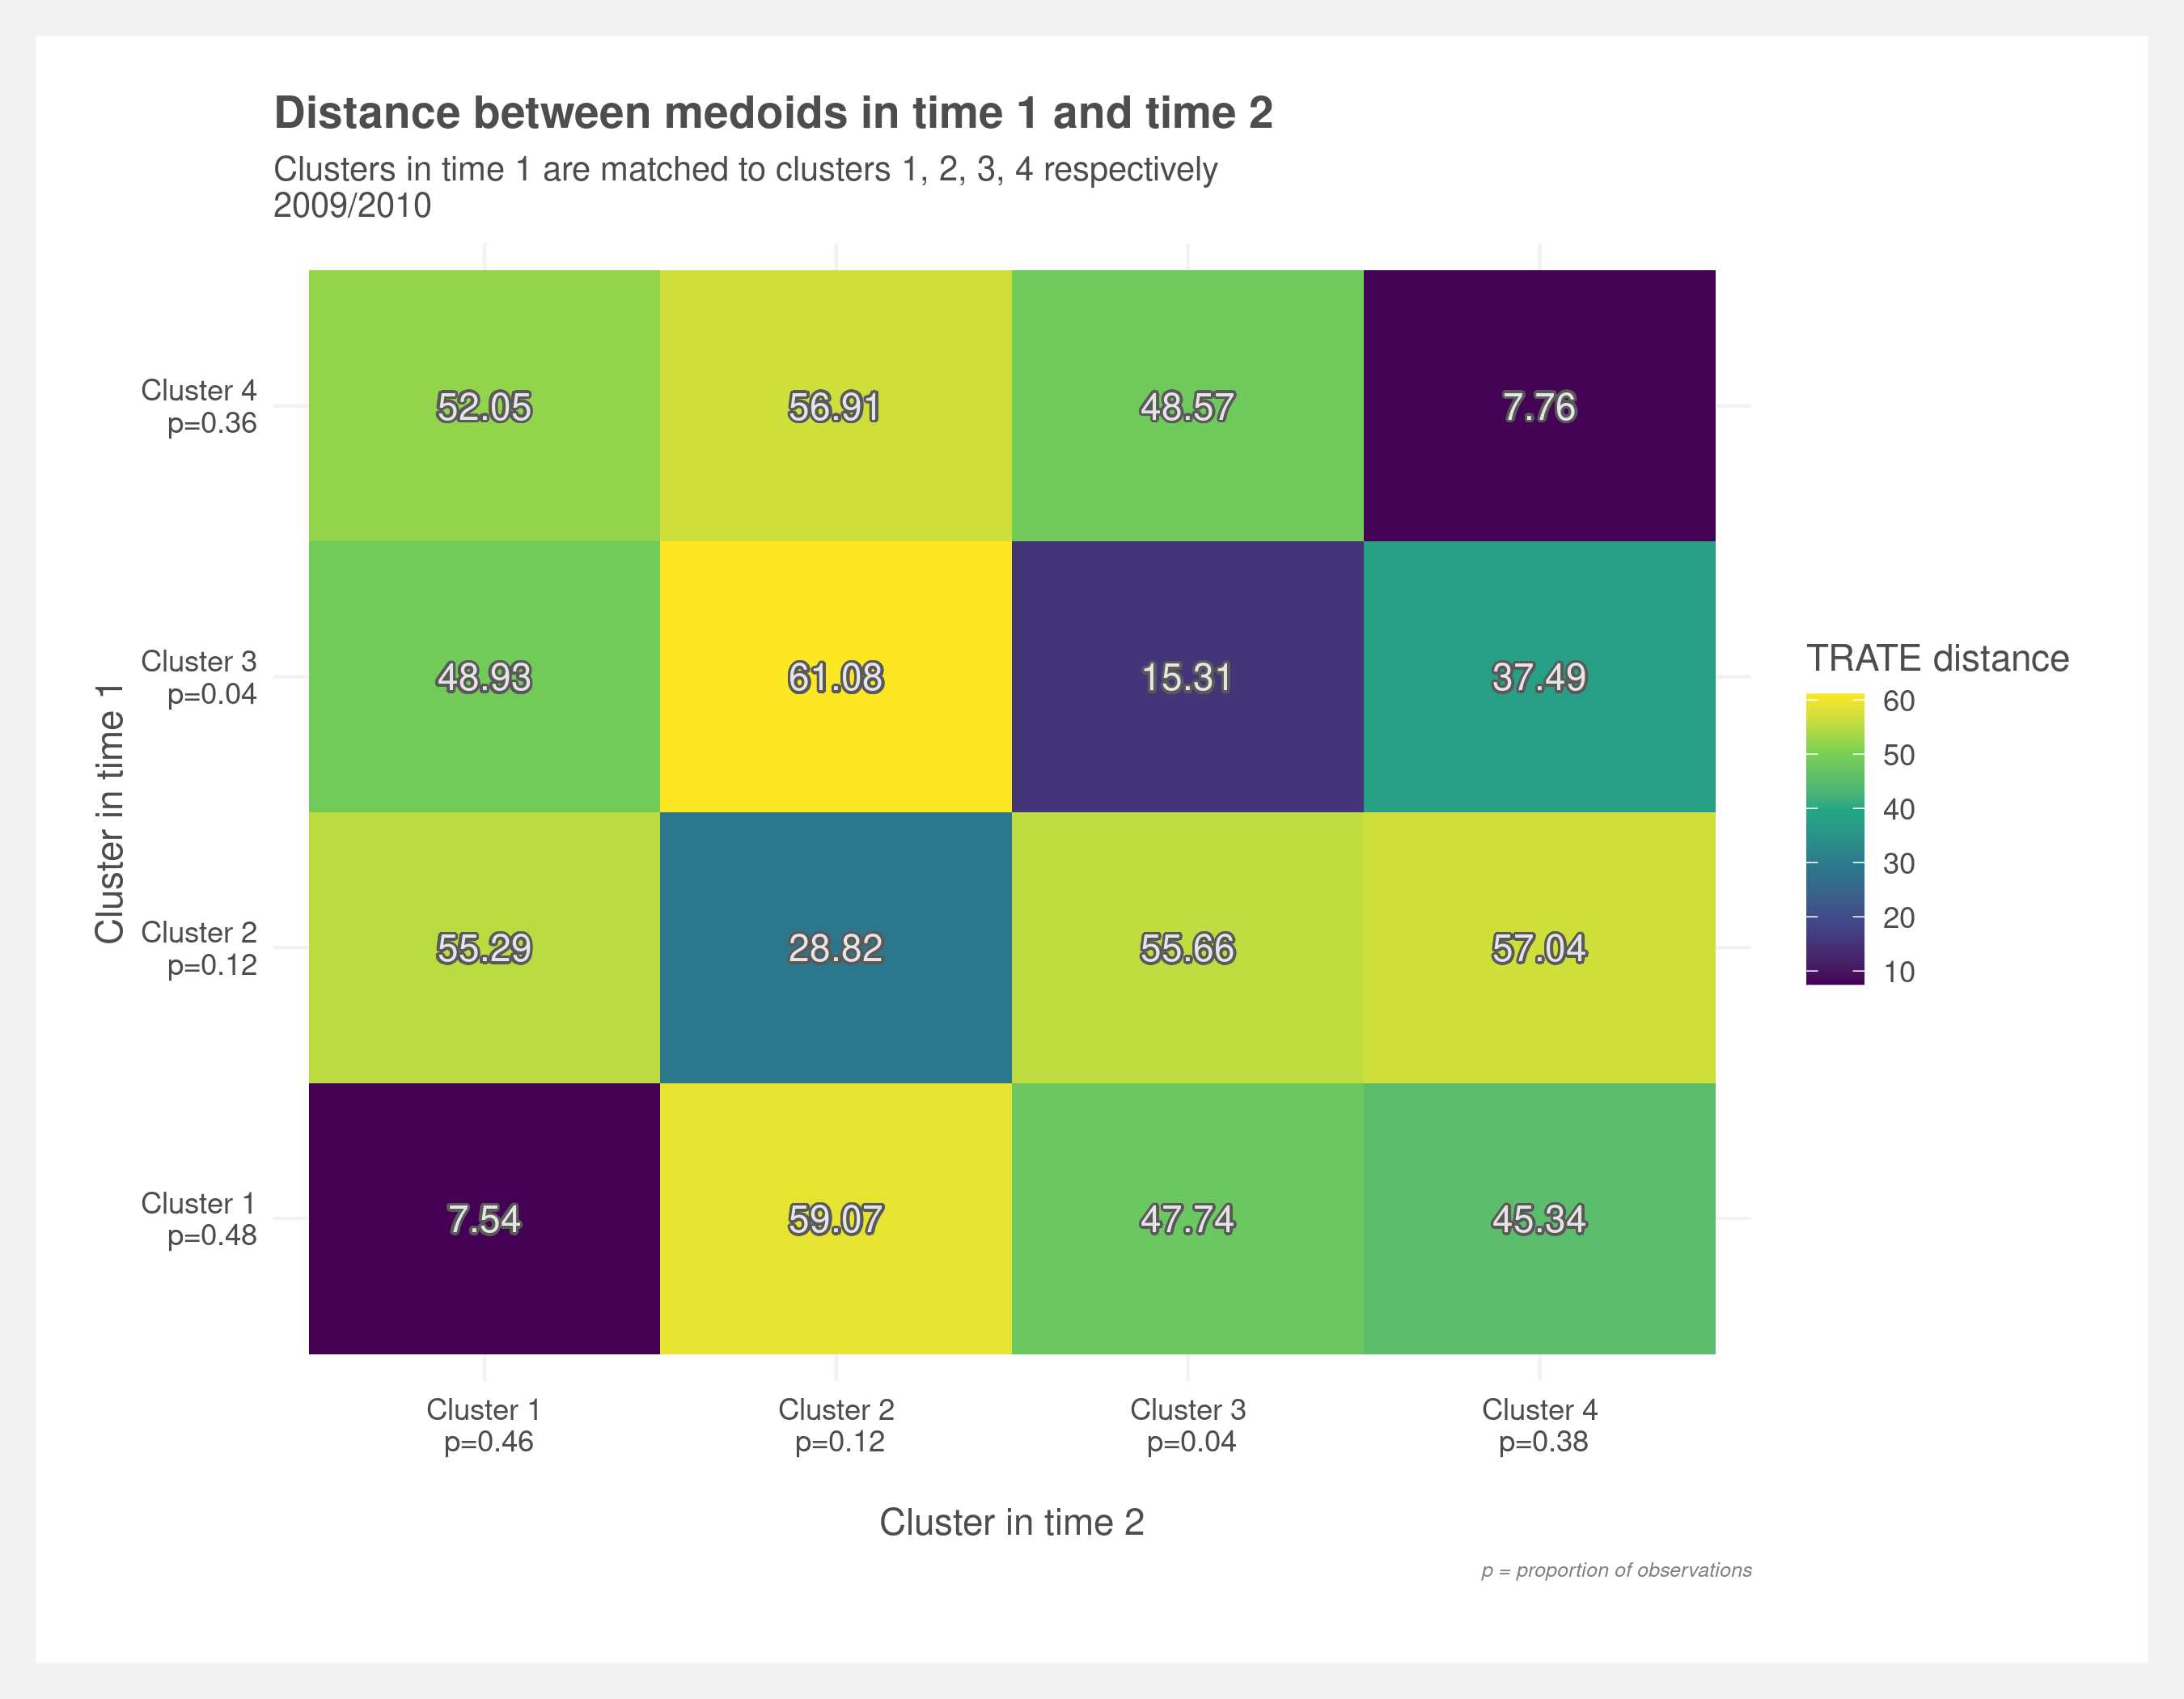 Distance between medoids in time 1 and time 2
Clusters in time 1 are matched to clusters 1, 2, 3, 4 respectively
2009/2010
Cluster in time 1
Cluster 4
p=0.36
52.05 56.91 48.57 7.76
Cluster 3
p=0.04
48.93 61.08 15.31 37.49
Cluster 2
p=0.12
55.29 28.82 55.66 57.04
Cluster 1
p=0.48
7.54 59.07 47.74 45.34
Cluster 1 Cluster 2 Cluster 3 Cluster 4
p=0.46 p=0.12 p=0.04 p=0.38
Cluster in time 2
TRATE distance
60
50
40
30
20
10
p = proportion of observations